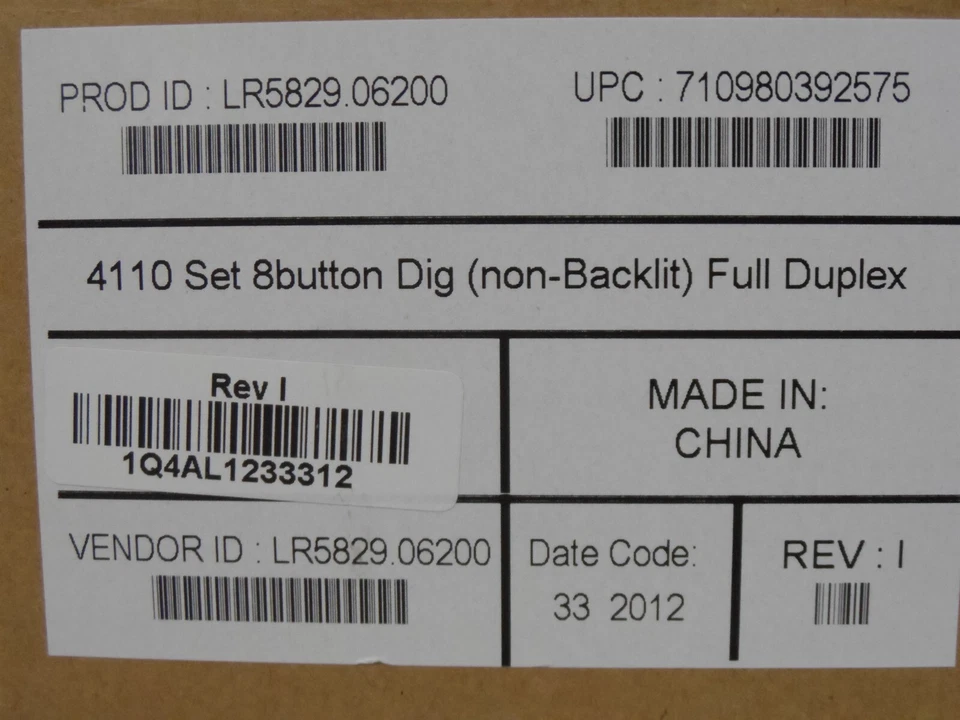 PROD ID : LR5829.06200
UPC : 710980392575
4110 Set 8button Dig (non-Backlit) Full Duplex
Rev I
1Q4AL1233312
MADE IN:
CHINA
VENDOR ID : LR5829.06200
Date Code:
33 2012
REV : I